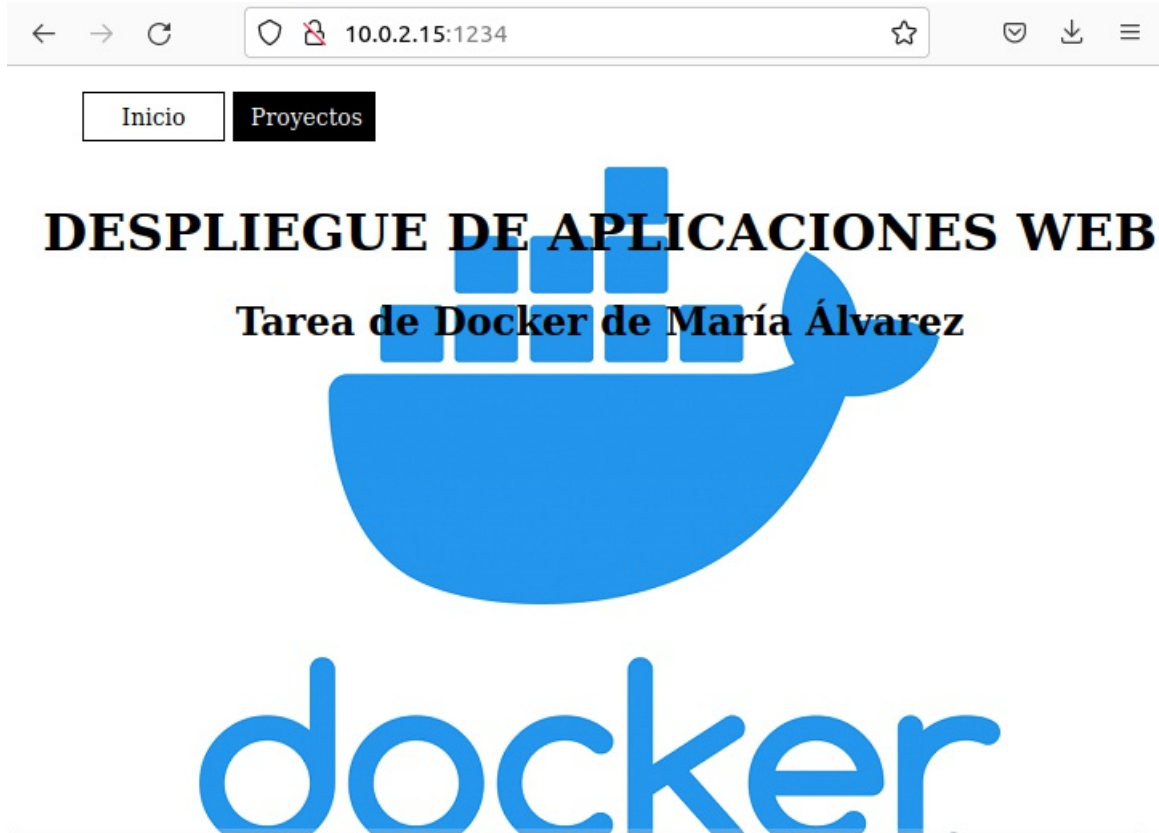 10.0.2.15:1234
Inicio Proyectos
DESPLIEGUE DE APLICACIONES WEB
Tarea de Docker de María Álvarez
docker